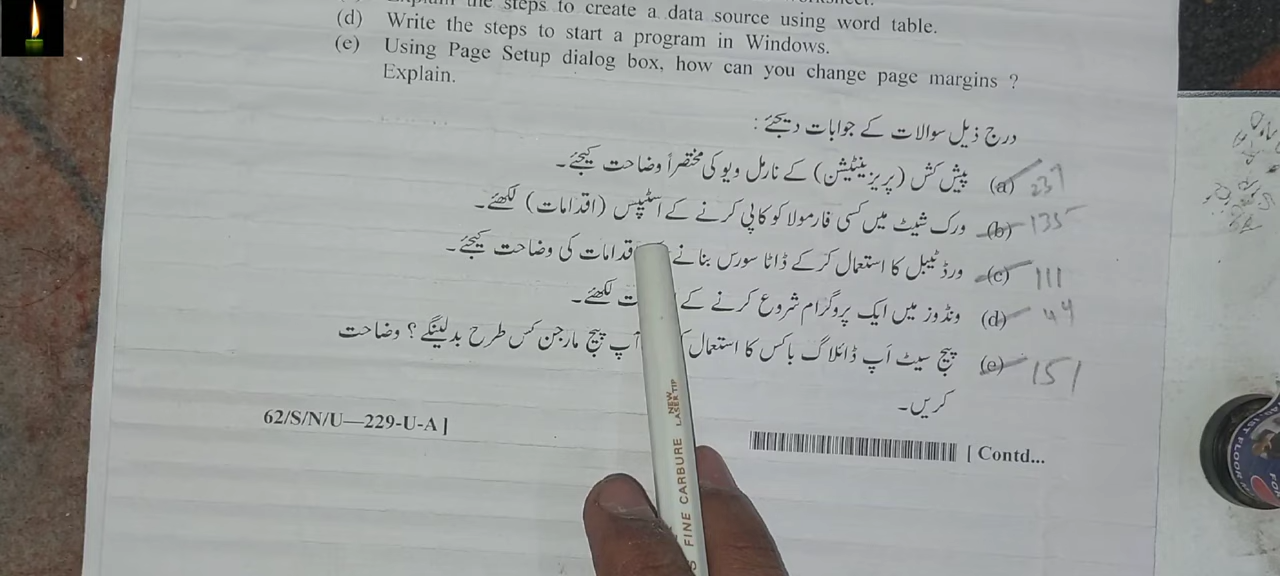 the steps to create a data source using word table.
(d) Write the steps to start a program in Windows.
(e) Using Page Setup dialog box, how can you change page margins ?
Explain.
درج ذیل سوالات کے جوابات دیجئے :
(a) پیش کش (پریزینٹیشن) کے نارمل ویو کی مختصراً وضاحت کیجئے۔ 237
(b) ورک شیٹ میں کسی فارمولا کو کاپی کرنے کے اسٹیپس (اقدامات) لکھئے۔ 135
(c) ورڈ ٹیبل کا استعمال کرکے ڈاٹا سورس بنانے کی وضاحت کیجئے۔ 111
(d) ونڈوز میں ایک پروگرام شروع کرنے کے لکھئے۔ 49
(e) پیج سیٹ اَپ ڈائلاگ باکس کا استعمال آپ پیج مارجن کس طرح بدلینگے ؟ وضاحت 151
کریں۔
62/S/N/U—229-U-A ]
[ Contd...
NEW
LASER TIP
FINE CARBURE